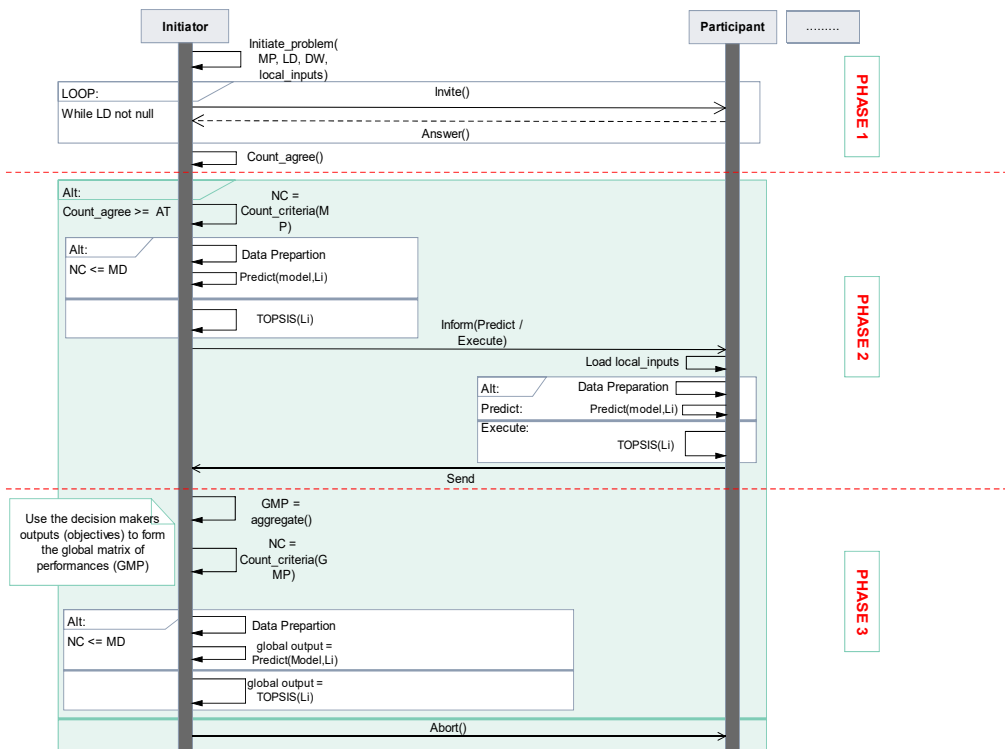 Initiator
Participant
.........
Initiate_problem(
MP, LD, DW,
local_inputs)
LOOP:
While LD not null
Invite()
Answer()
Count_agree()
PHASE 1
Alt:
Count_agree >= AT
NC =
Count_criteria(M
P)
Alt:
NC <= MD
Data Prepartion
Predict(model,Li)
TOPSIS(Li)
Inform(Predict /
Execute)
Load local_inputs
Alt:
Predict:
Data Preparation
Predict(model,Li)
Execute:
TOPSIS(Li)
Send
PHASE 2
Use the decision makers
outputs (objectives) to form
the global matrix of
performances (GMP)
GMP =
aggregate()
NC =
Count_criteria(G
MP)
Alt:
NC <= MD
Data Prepartion
global output =
Predict(Model,Li)
global output =
TOPSIS(Li)
PHASE 3
Abort()